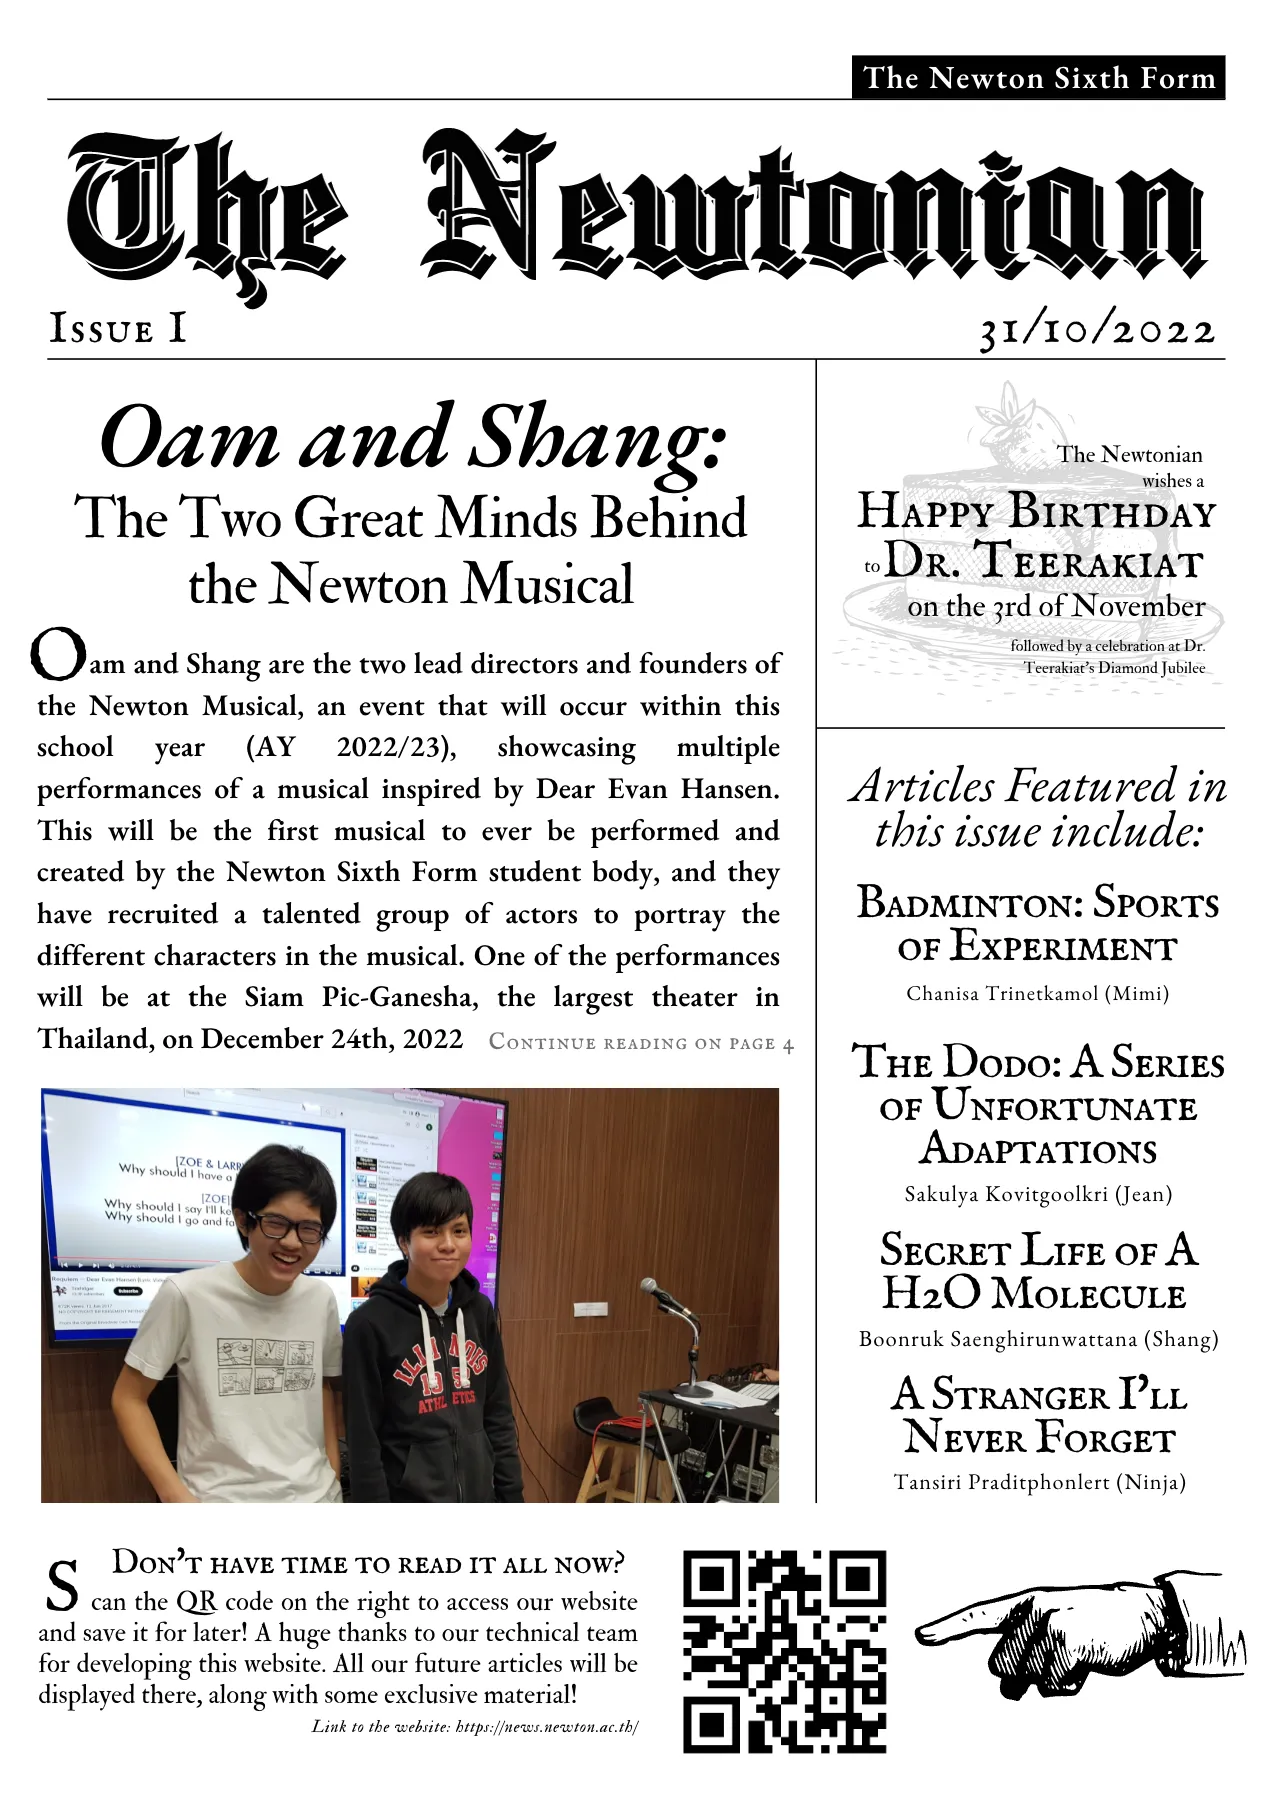 The Newton Sixth Form
The Newtonian
Issue 1
31/10/2022
Oam and Shang:
The Two Great Minds Behind
the Newton Musical
Oam and Shang are the two lead directors and founders of
the Newton Musical, an event that will occur within this
school year (AY 2022/23), showcasing multiple
performances of a musical inspired by Dear Evan Hansen.
This will be the first musical to ever be performed and
created by the Newton Sixth Form student body, and they
have recruited a talented group of actors to portray the
different characters in the musical. One of the performances
will be at the Siam Pic-Ganesha, the largest theater in
Thailand, on December 24th, 2022
Continue reading on page 4
[ZOE & LARR
Why should I have a
[ZOE]
Why should I say I'll ke
Why should I go and fa
Requiem — Dear Evan Hansen (Lyric Vide
Subscribe
ILLINOIS
195
ATHLETICS
The Newtonian
wishes a
Happy Birthday
to Dr. Teerakiat
on the 3rd of November
followed by a celebration at Dr.
Teerakiat's Diamond Jubilee
Articles Featured in
this issue include:
Badminton: Sports
of Experiment
Chanisa Trinetkamol (Mimi)
The Dodo: A Series
of Unfortunate
Adaptations
Sakulya Kovitgoolkri (Jean)
Secret Life of A
H2O Molecule
Boonruk Saenghirunwattana (Shang)
A Stranger I'll
Never Forget
Tansiri Praditphonlert (Ninja)
Don't have time to read it all now?
Scan the QR code on the right to access our website
and save it for later! A huge thanks to our technical team
for developing this website. All our future articles will be
displayed there, along with some exclusive material!
Link to the website: https://news.newton.ac.th/